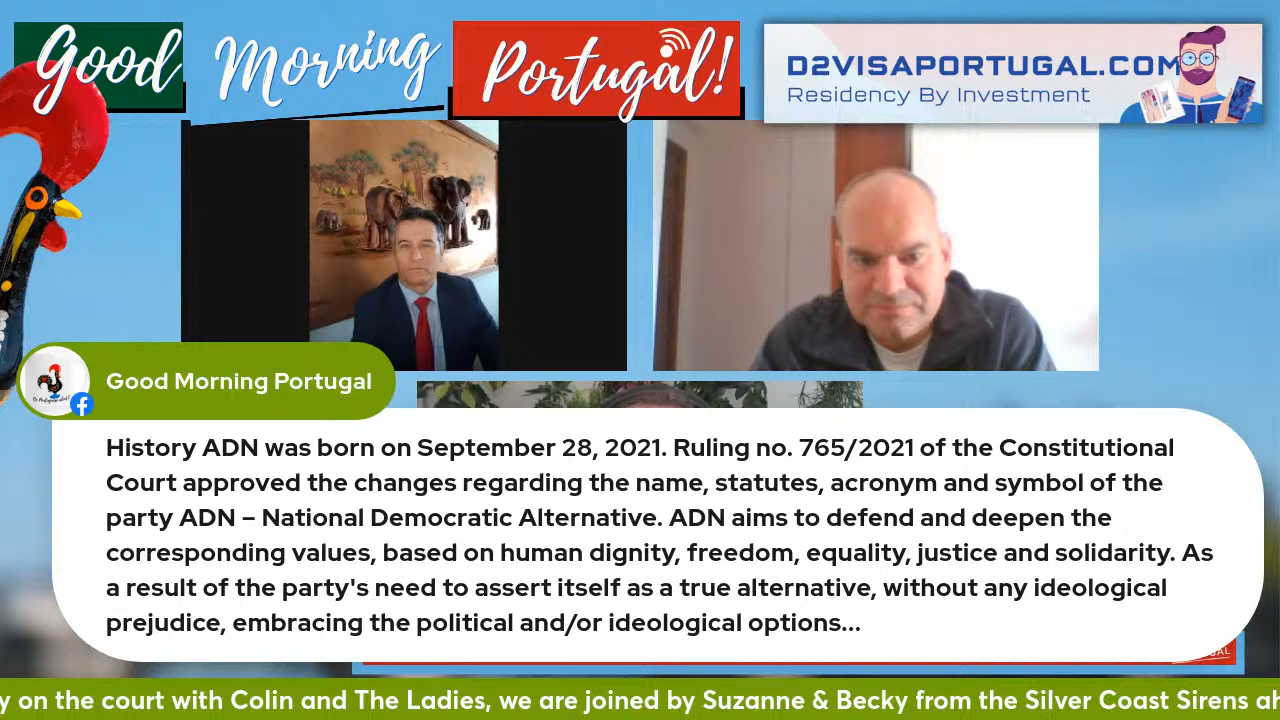 Good Morning Portugal!
D2VISAPORTUGAL.COM
Residency By Investment
Good Morning Portugal
History ADN was born on September 28, 2021. Ruling no. 765/2021 of the Constitutional
Court approved the changes regarding the name, statutes, acronym and symbol of the
party ADN – National Democratic Alternative. ADN aims to defend and deepen the
corresponding values, based on human dignity, freedom, equality, justice and solidarity. As
a result of the party's need to assert itself as a true alternative, without any ideological
prejudice, embracing the political and/or ideological options...
y on the court with Colin and The Ladies, we are joined by Suzanne & Becky from the Silver Coast Sirens ah